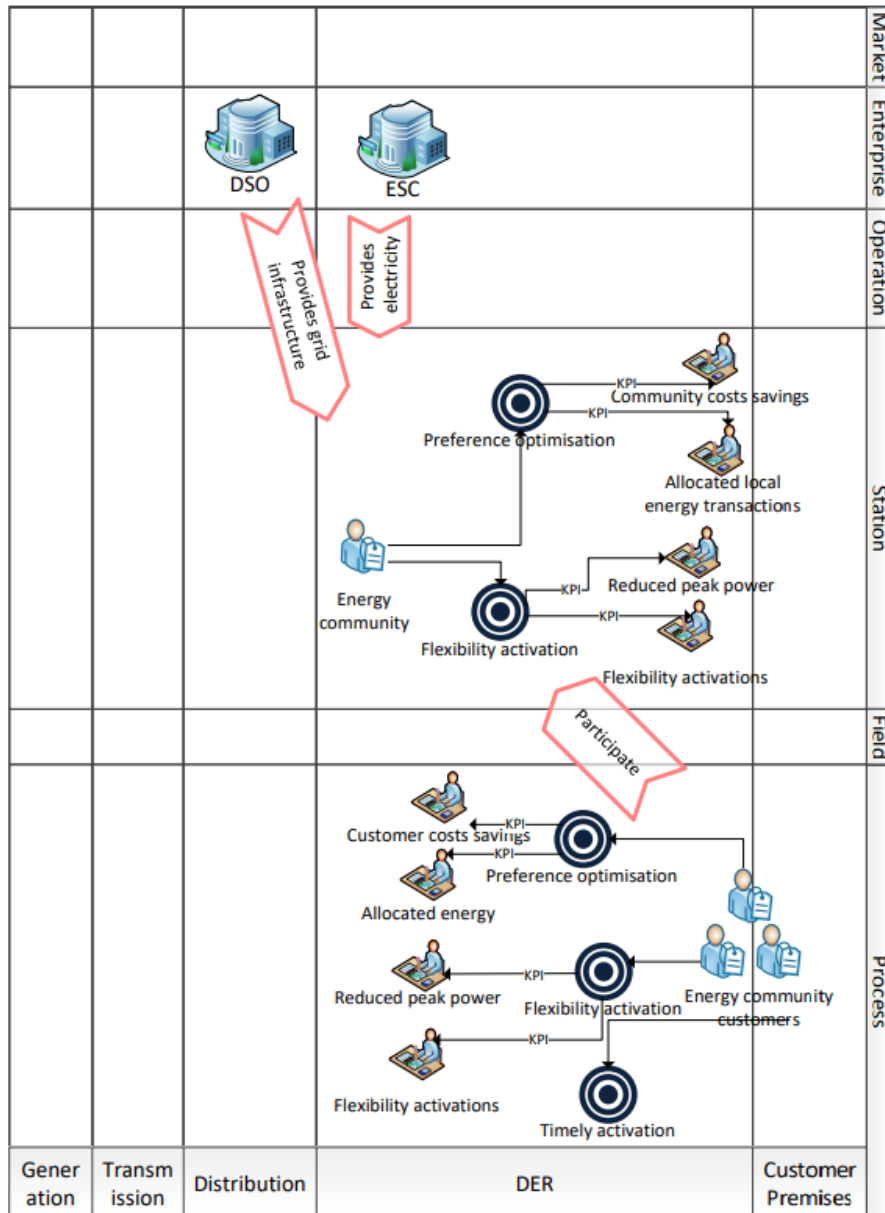 Market
Enterprise
DSO
ESC
Operation
Provides grid
infrastructure
Provides
electricity
Station
KPI
Community costs savings
KPI
Preference optimisation
Allocated local
energy transactions
Energy
community
KPI
Reduced peak power
KPI
Flexibility activation
Flexibility activations
Field
Participate
Process
KPI
Customer costs savings
KPI
Preference optimisation
Allocated energy
KPI
Reduced peak power
Flexibility activation
Energy community
customers
KPI
Flexibility activations
Timely activation
Gener
ation
Transm
ission
Distribution
DER
Customer
Premises